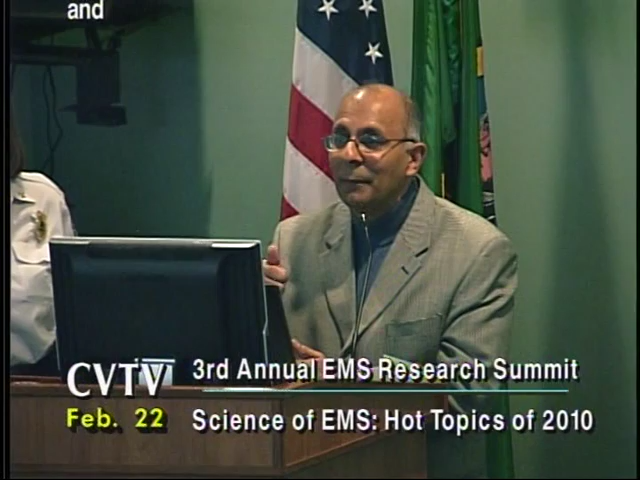 and
3rd Annual EMS Research Summit
CVTV
Feb. 22
Science of EMS: Hot Topics of 2010